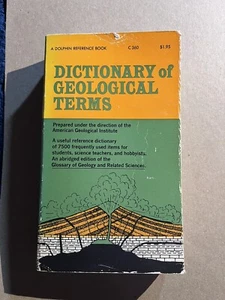 A DOLPHIN REFERENCE BOOK C 360 $1.95
DICTIONARY of
GEOLOGICAL
TERMS
Prepared under the direction of the
American Geological Institute
A useful reference dictionary
of 7500 frequently used items for
students, science teachers, and hobbyists.
An abridged edition of the
Glossary of Geology and Related Sciences.